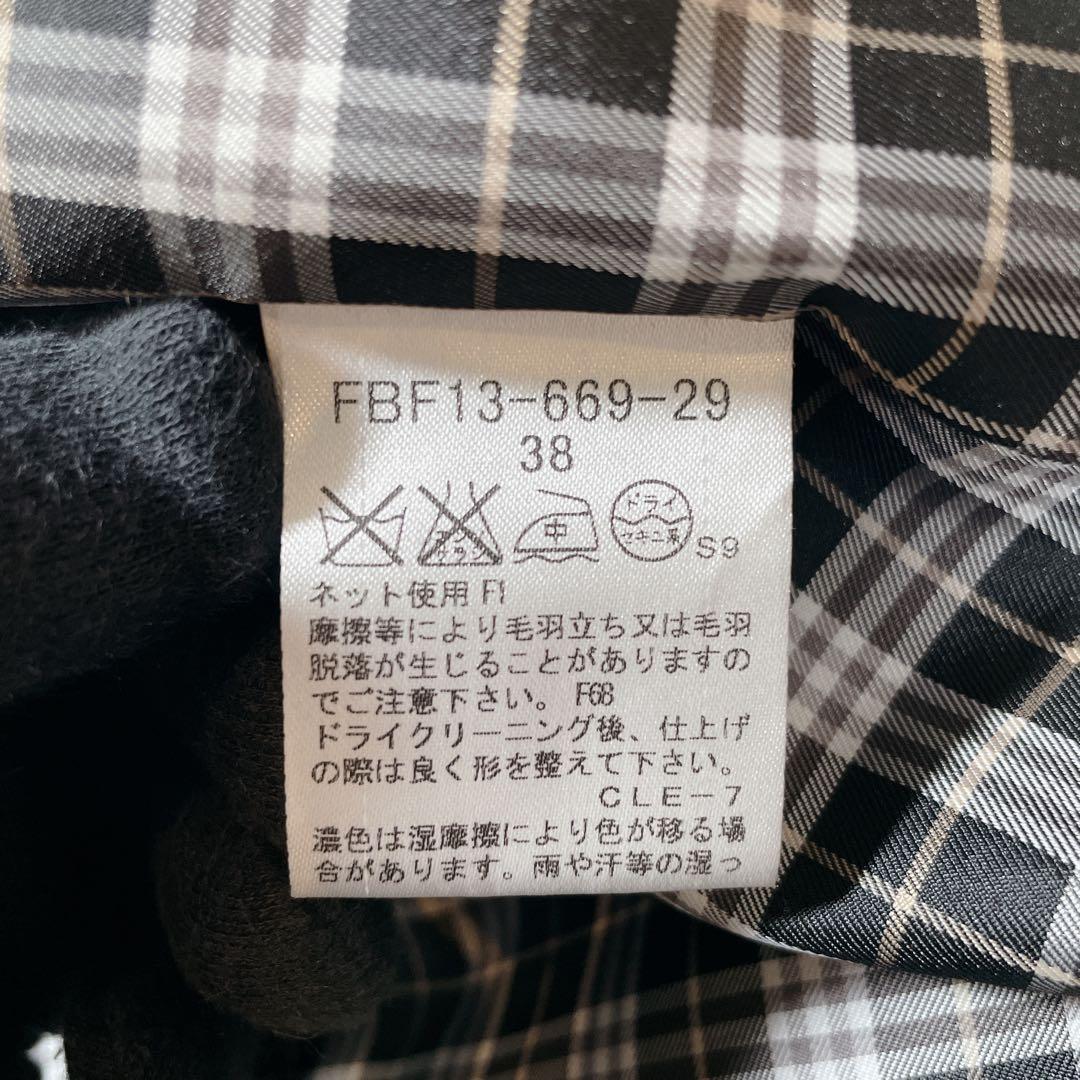 FBF13-669-29
38
エンソ
中
ドライ
セキユ系
S9
ネット使用 F1
摩擦等により毛羽立ち又は毛羽
脱落が生じることがありますの
でご注意下さい。 F68
ドライクリーニング後、仕上げ
の際は良く形を整えて下さい。
CLE-7
濃色は湿摩擦により色が移る場
合があります。雨や汗等の湿っ